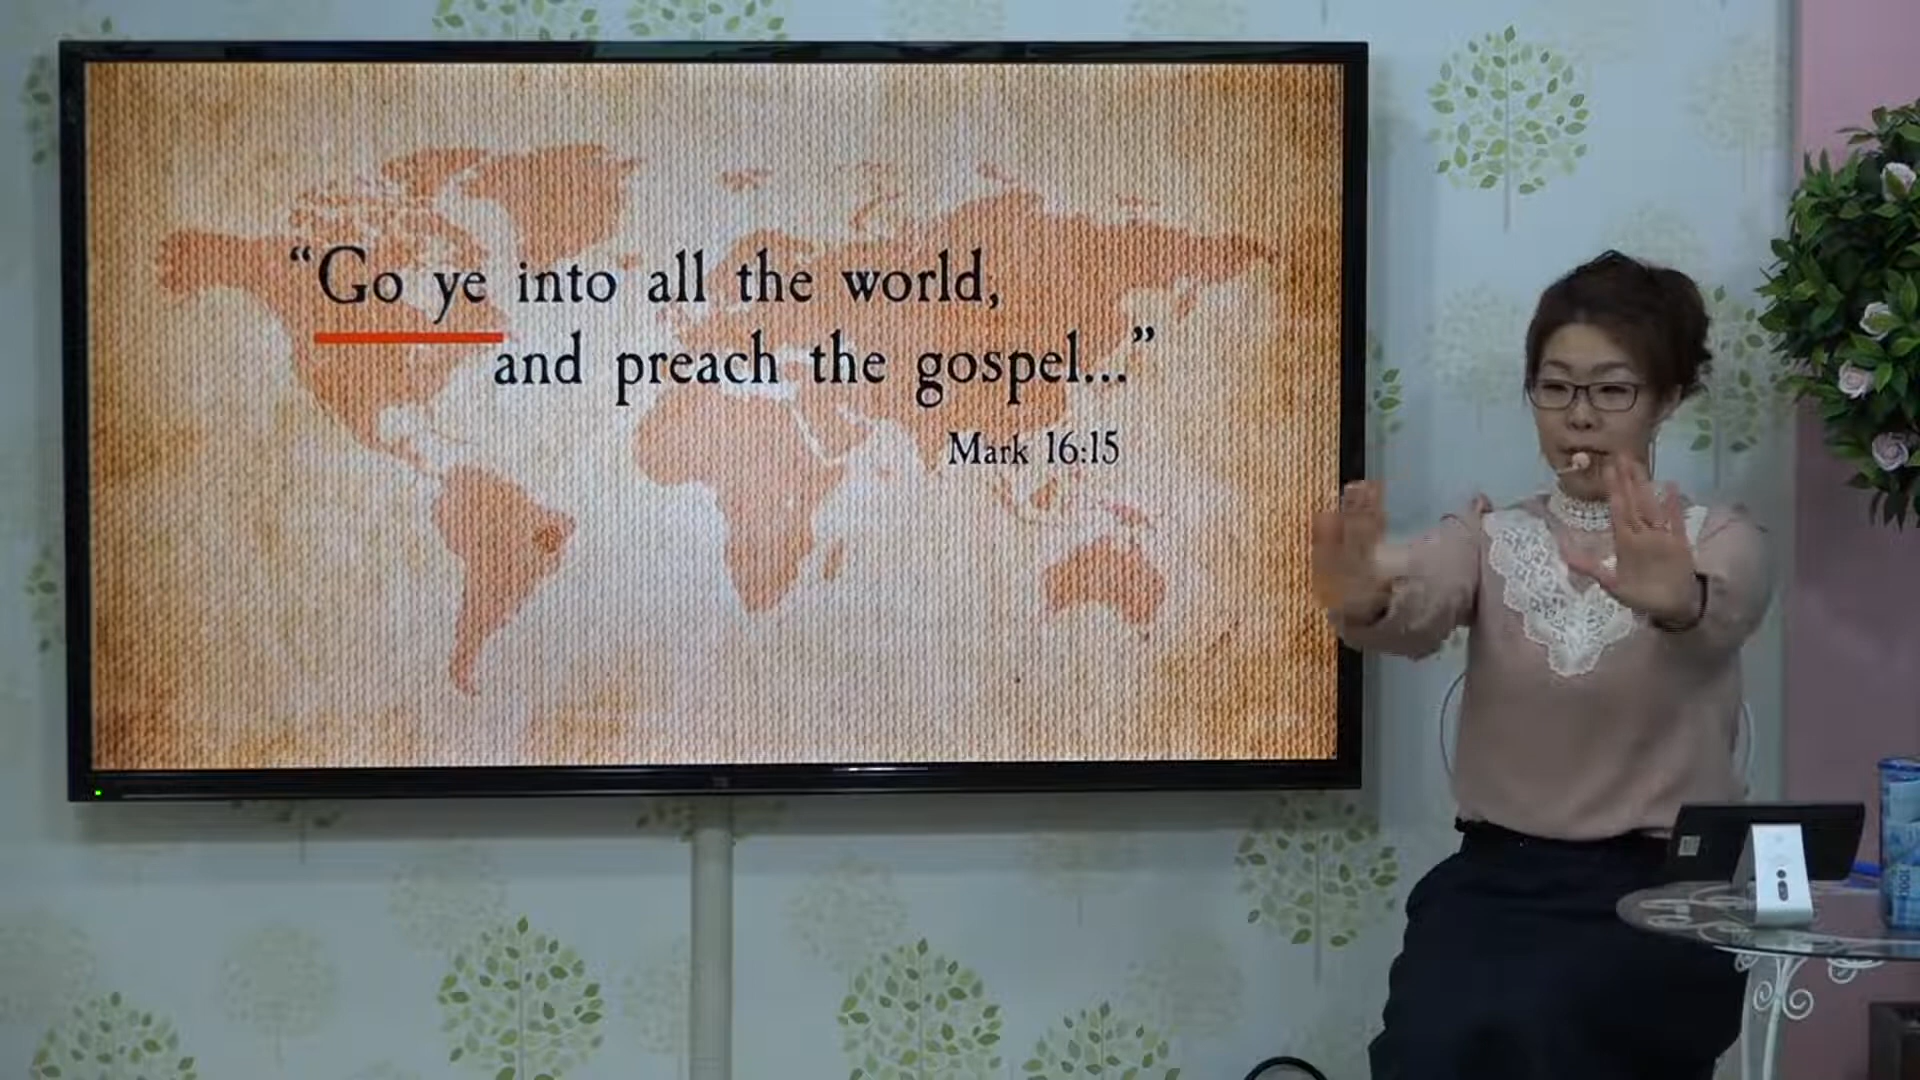 “Go ye into all the world,
and preach the gospel...”
Mark 16:15